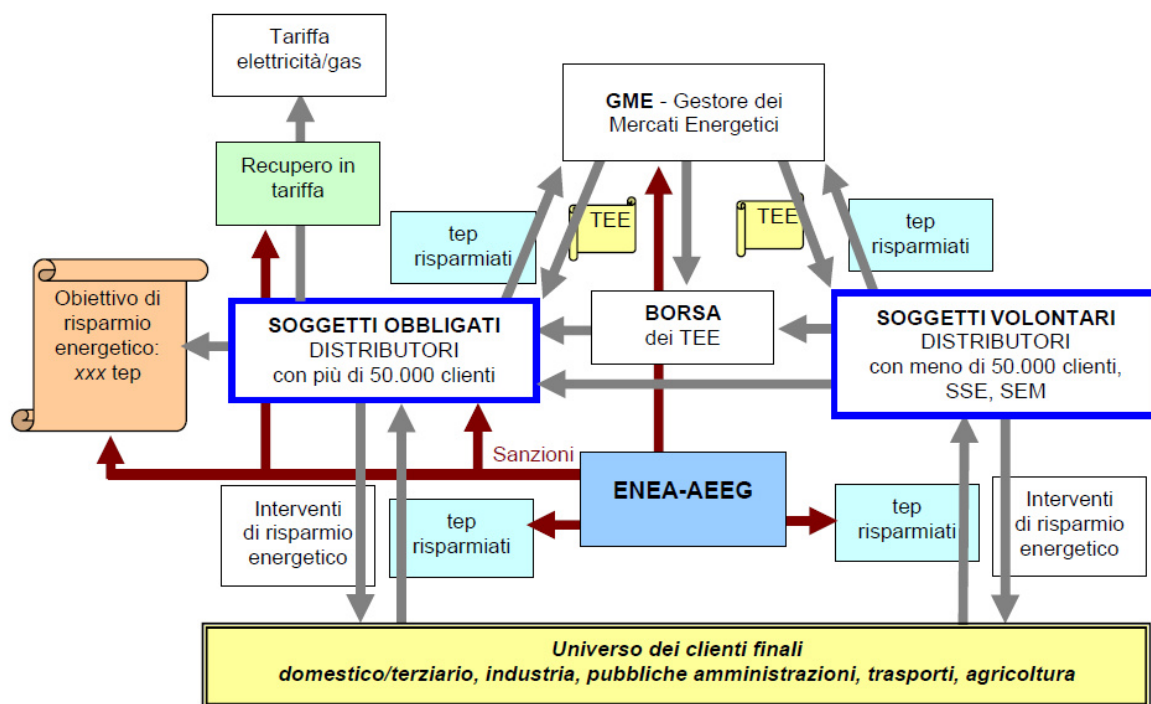 Tariffa
elettricità/gas
GME - Gestore dei
Mercati Energetici
Recupero in
tariffa
tep
risparmiati
TEE
TEE
tep
risparmiati
Obiettivo di
risparmio
energetico:
xxx tep
SOGGETTI OBBLIGATI
DISTRIBUTORI
con più di 50.000 clienti
BORSA
dei TEE
SOGGETTI VOLONTARI
DISTRIBUTORI
con meno di 50.000 clienti,
SSE, SEM
Sanzioni
ENEA-AEEG
Interventi
di risparmio
energetico
tep
risparmiati
tep
risparmiati
Interventi
di risparmio
energetico
Universo dei clienti finali
domestico/terziario, industria, pubbliche amministrazioni, trasporti, agricoltura